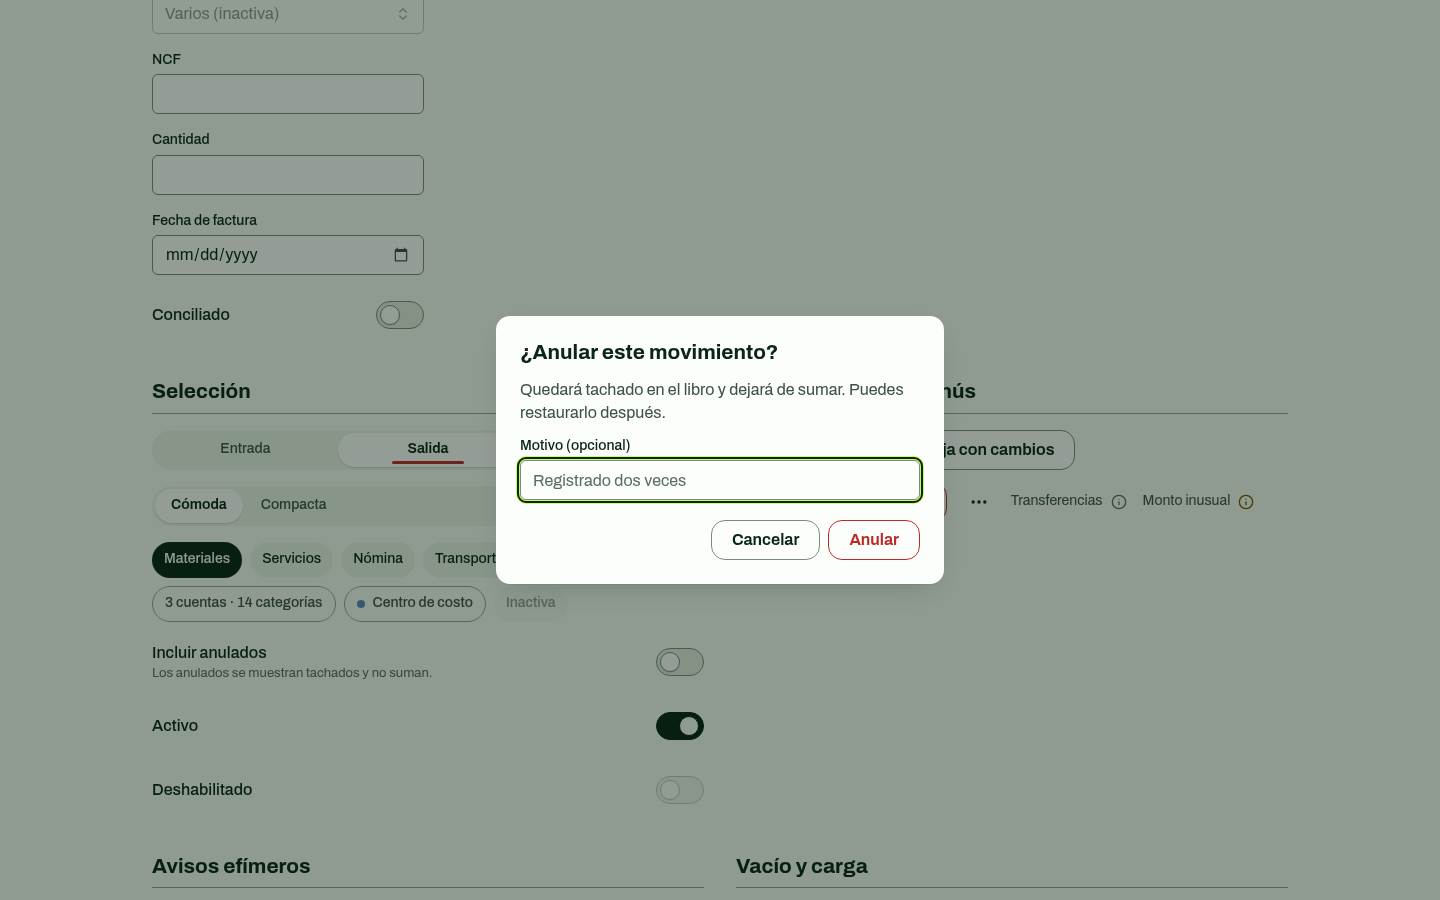 Varios (inactiva)
NCF
Cantidad
Fecha de factura
mm/dd/yyyy
Conciliado
¿Anular este movimiento?
Quedará tachado en el libro y dejará de sumar. Puedes
restaurarlo después.
Motivo (opcional)
Registrado dos veces
Cancelar
Anular
Selección
Entrada
Salida
Cómoda
Compacta
Materiales
Servicios
Nómina
3 cuentas · 14 categorías
Centro de costo
Inactiva
Incluir anulados
Los anulados se muestran tachados y no suman.
Activo
Deshabilitado
con cambios
Transferencias
Monto inusual
Avisos efímeros
Vacío y carga